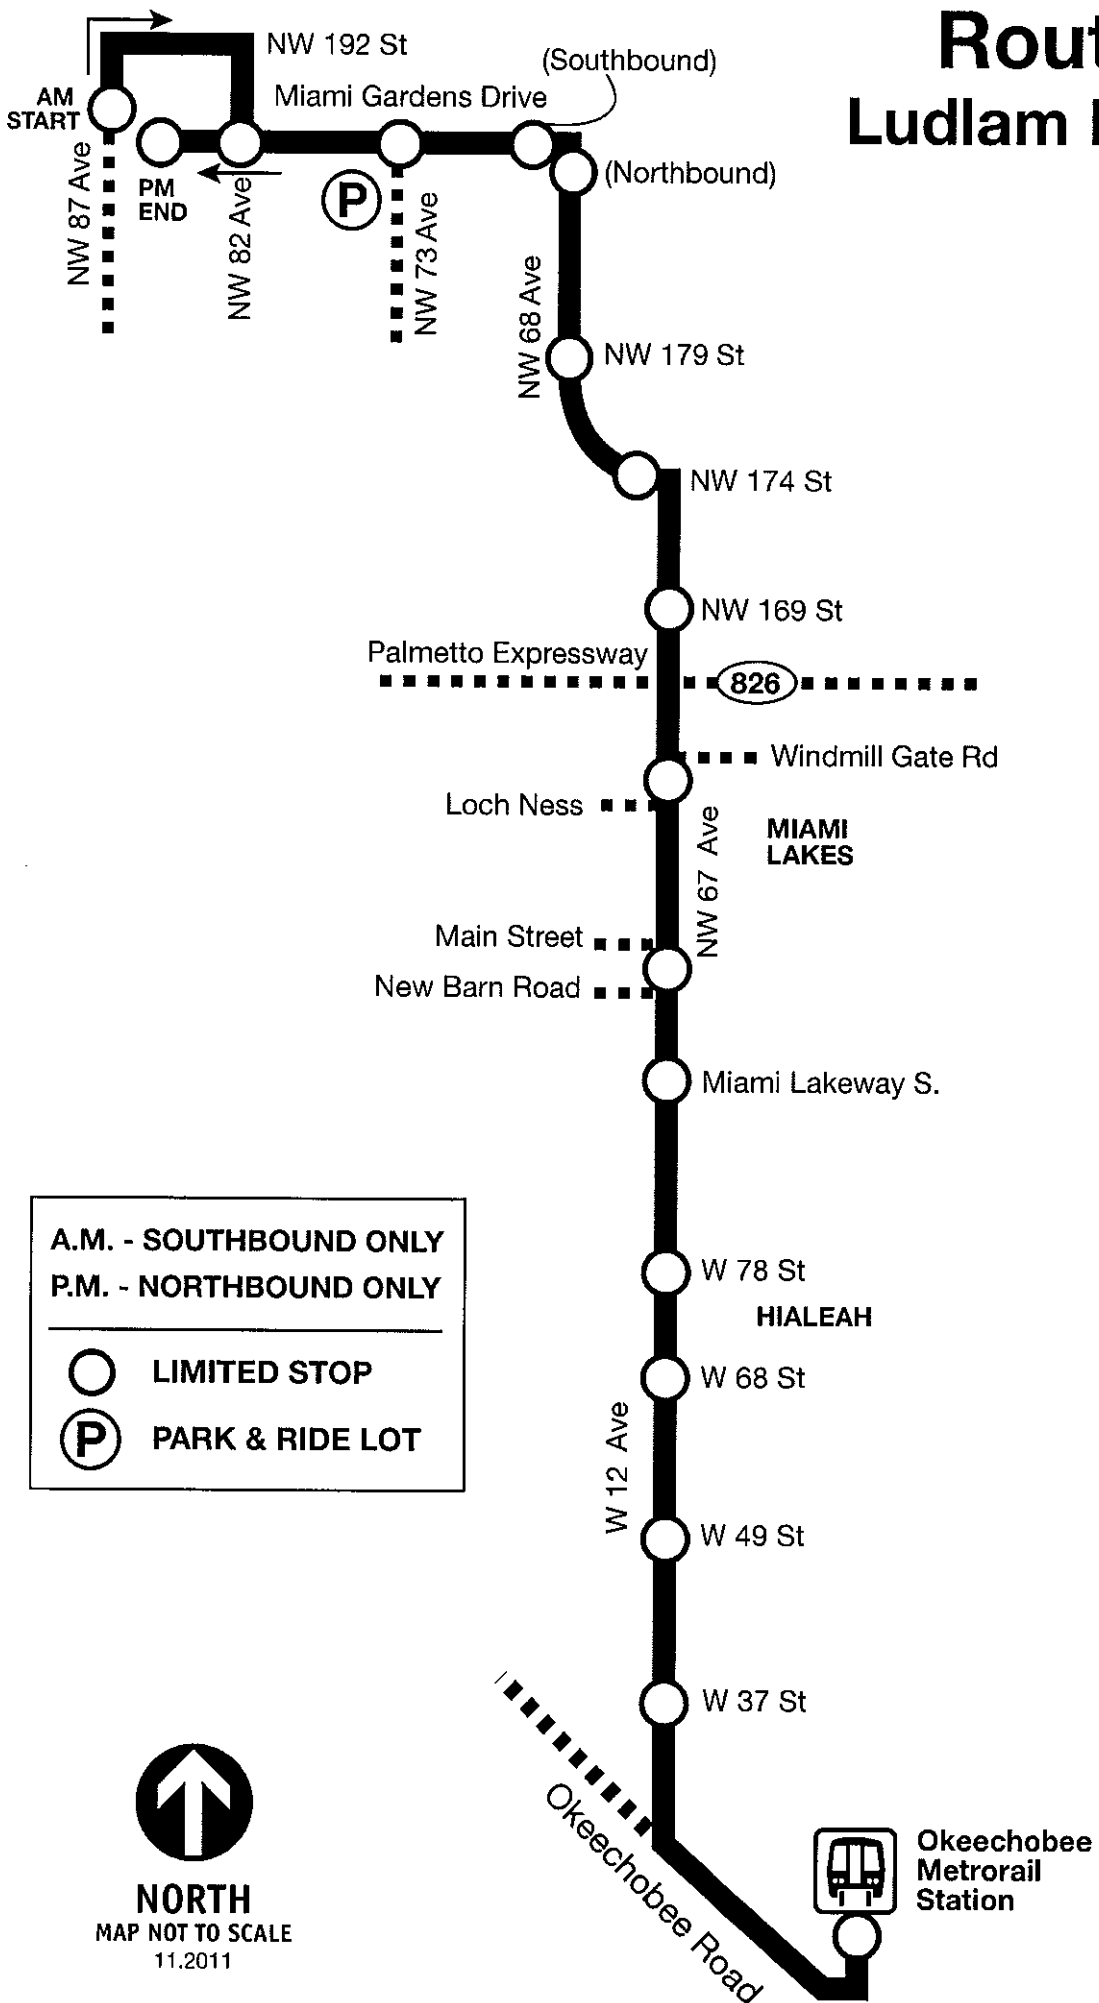 Rout
Ludlam
NW 192 St
(Southbound)
AM
START
Miami Gardens Drive
PM
END
P
(Northbound)
NW 87 Ave
NW 82 Ave
NW 73 Ave
NW 68 Ave
NW 179 St
NW 174 St
NW 169 St
Palmetto Expressway
826
Windmill Gate Rd
Loch Ness
MIAMI
LAKES
NW 67 Ave
Main Street
New Barn Road
Miami Lakeway S.
A.M. - SOUTHBOUND ONLY
P.M. - NORTHBOUND ONLY
LIMITED STOP
P PARK & RIDE LOT
W 78 St
HIALEAH
W 68 St
W 12 Ave
W 49 St
W 37 St
Okeechobee Road
Okeechobee
Metrorail
Station
NORTH
MAP NOT TO SCALE
11.2011